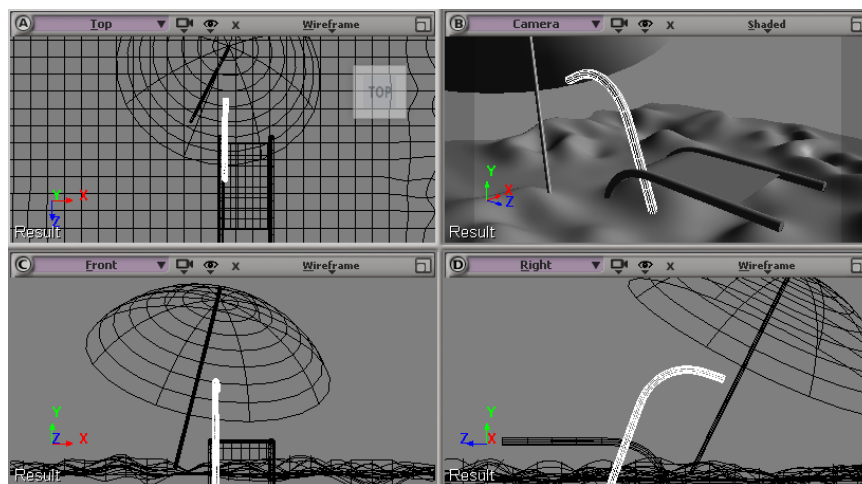 A Top x Wireframe
TOP
Y
X
Z
Result
B Camera Shaded
Y
X
Z
Result
C Front x Wireframe
Y
Z X
Result
D Right x Wireframe
Y
Z X
Result